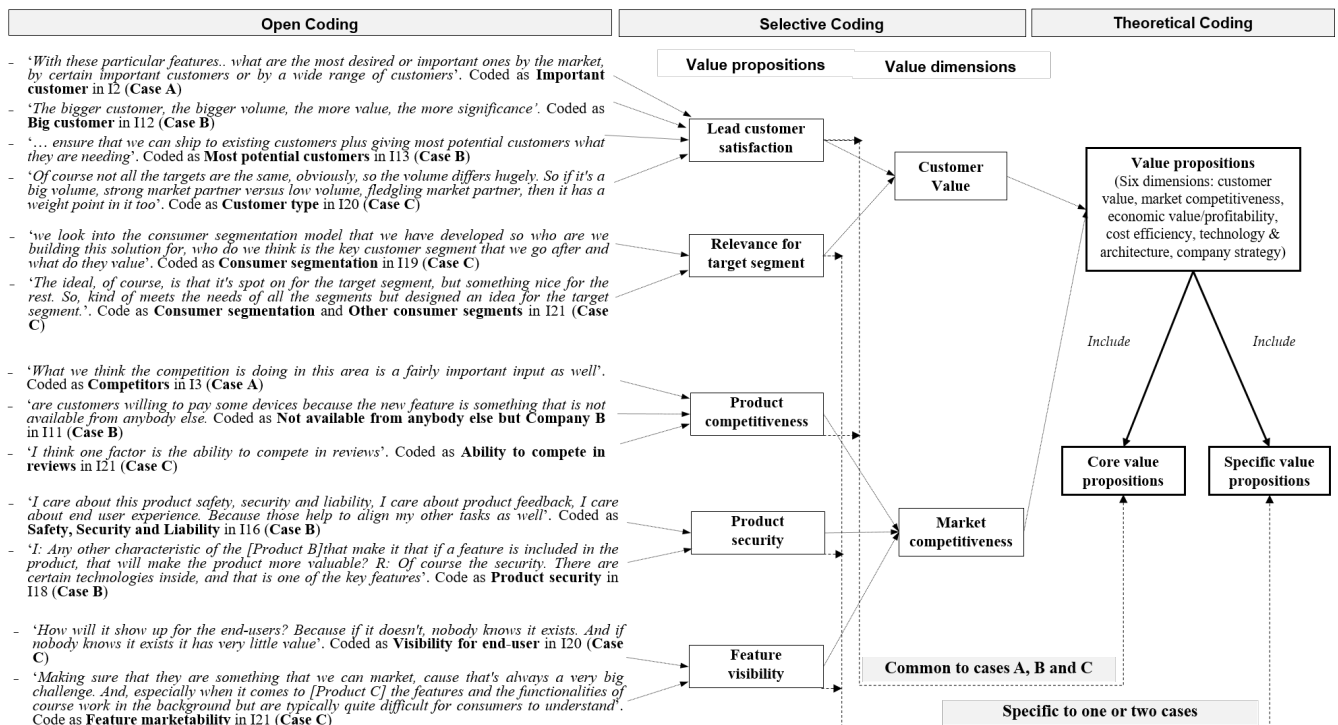 Open Coding
Selective Coding
Theoretical Coding
– ‘With these particular features.. what are the most desired or important ones by the market,
by certain important customers or by a wide range of customers’. Coded as Important
customer in I2 (Case A)
– ‘The bigger customer, the bigger volume, the more value, the more significance’. Coded as
Big customer in I12 (Case B)
– ‘… ensure that we can ship to existing customers plus giving most potential customers what
they are needing’. Coded as Most potential customers in I13 (Case B)
– ‘Of course not all the targets are the same, obviously, so the volume differs hugely. So if it's a
big volume, strong market partner versus low volume, fledgling market partner, then it has a
weight point in it too’. Code as Customer type in I20 (Case C)
– ‘we look into the consumer segmentation model that we have developed so who are we
building this solution for, who do we think is the key customer segment that we go after and
what do they value’. Coded as Consumer segmentation in I19 (Case C)
– ‘The ideal, of course, is that it's spot on for the target segment, but something nice for the
rest. So, kind of meets the needs of all the segments but designed an idea for the target
segment.’. Code as Consumer segmentation and Other consumer segments in I21 (Case
C)
– ‘What we think the competition is doing in this area is a fairly important input as well’.
Coded as Competitors in I3 (Case A)
– ‘are customers willing to pay some devices because the new feature is something that is not
available from anybody else. Coded as Not available from anybody else but Company B
in I11 (Case B)
– ‘I think one factor is the ability to compete in reviews’. Coded as Ability to compete in
reviews in I21 (Case C)
– ‘I care about this product safety, security and liability, I care about product feedback, I care
about end user experience. Because those help to align my other tasks as well’. Coded as
Safety, Security and Liability in I16 (Case B)
– ‘I: Any other characteristic of the [Product B]that make it that if a feature is included in the
product, that will make the product more valuable? R: Of course the security. There are
certain technologies inside, and that is one of the key features’. Code as Product security in
I18 (Case B)
– ‘How will it show up for the end-users? Because if it doesn't, nobody knows it exists. And if
nobody knows it exists it has very little value’. Coded as Visibility for end-user in I20 (Case
C)
– ‘Making sure that they are something that we can market, cause that's always a very big
challenge. And, especially when it comes to [Product C] the features and the functionalities of
course work in the background but are typically quite difficult for consumers to understand’.
Code as Feature marketability in I21 (Case C)
Value propositions
Value dimensions
Lead customer
satisfaction
Relevance for
target segment
Product
competitiveness
Product
security
Feature
visibility
Customer
Value
Market
competitiveness
Value propositions
(Six dimensions: customer
value, market competitiveness,
economic value/profitability,
cost efficiency, technology &
architecture, company strategy)
Include
Include
Core value
propositions
Specific value
propositions
Common to cases A, B and C
Specific to one or two cases